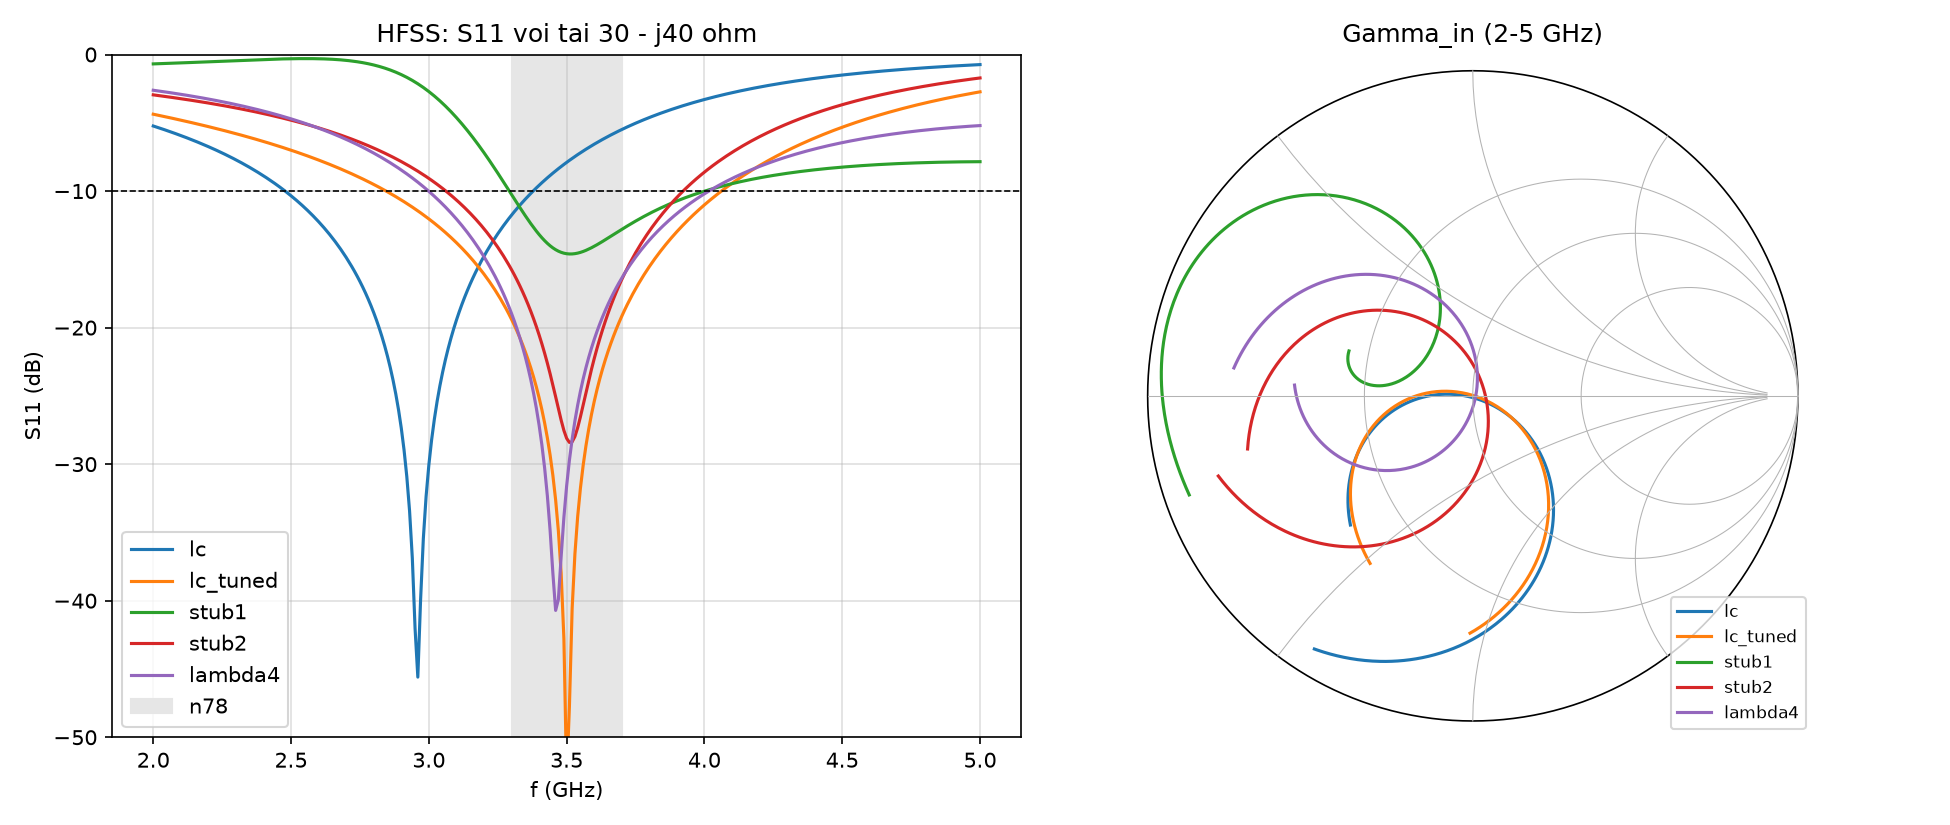 HFSS: S11 voi tai 30 - j40 ohm
0
−10
−20
−30
−40
−50
S11 (dB)
2.0 2.5 3.0 3.5 4.0 4.5 5.0
f (GHz)
lc
lc_tuned
stub1
stub2
lambda4
n78
Gamma_in (2-5 GHz)
lc
lc_tuned
stub1
stub2
lambda4